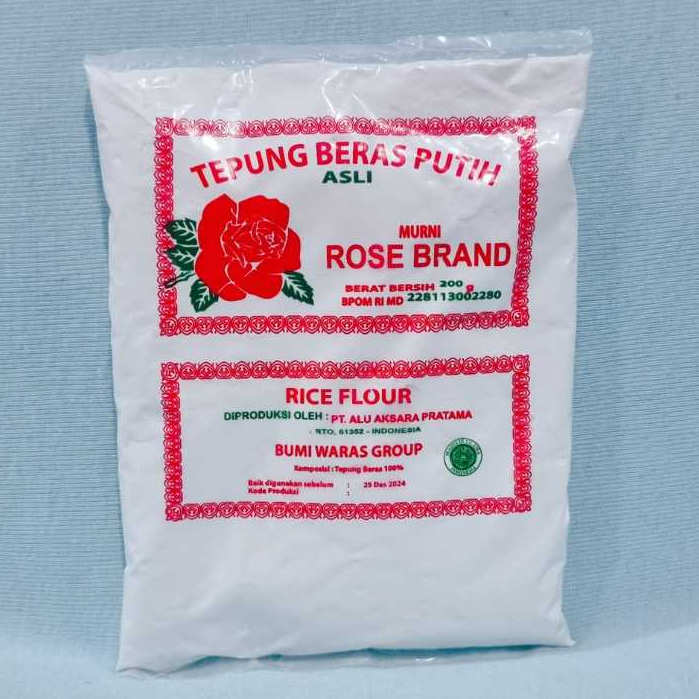 TEPUNG BERAS PUTIH
ASLI
MURNI
ROSE BRAND
BERAT BERSIH 200 g
BPOM RI MD 228113002280
RICE FLOUR
DIPRODUKSI OLEH : PT. ALU AKSARA PRATAMA
RTO, 61352 - INDONESIA
BUMI WARAS GROUP
Komposisi : Tepung Beras 100%
Baik digunakan sebelum : 25 Des 2024
Kode Produksi :